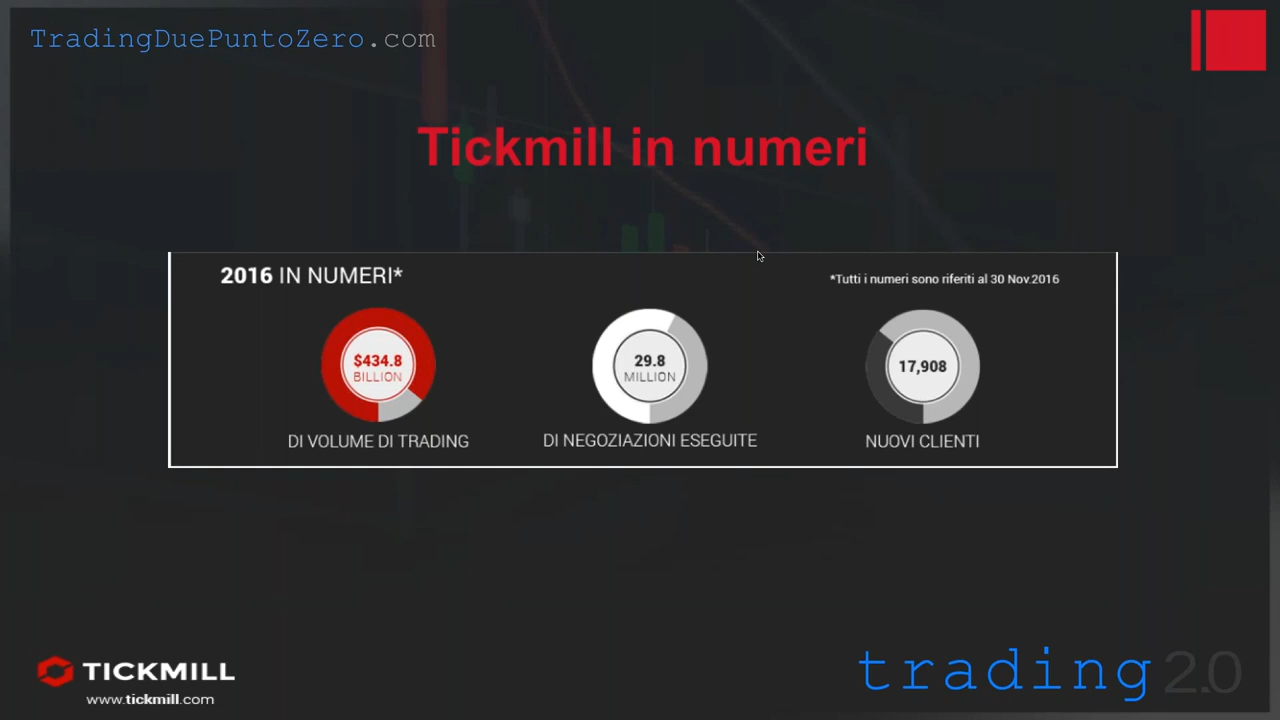 TradingDuePuntoZero.com
Tickmill in numeri
2016 IN NUMERI*
*Tutti i numeri sono riferiti al 30 Nov.2016
$434.8
BILLION
DI VOLUME DI TRADING
29.8
MILLION
DI NEGOZIAZIONI ESEGUITE
17,908
NUOVI CLIENTI
TICKMILL
www.tickmill.com
trading 2.0